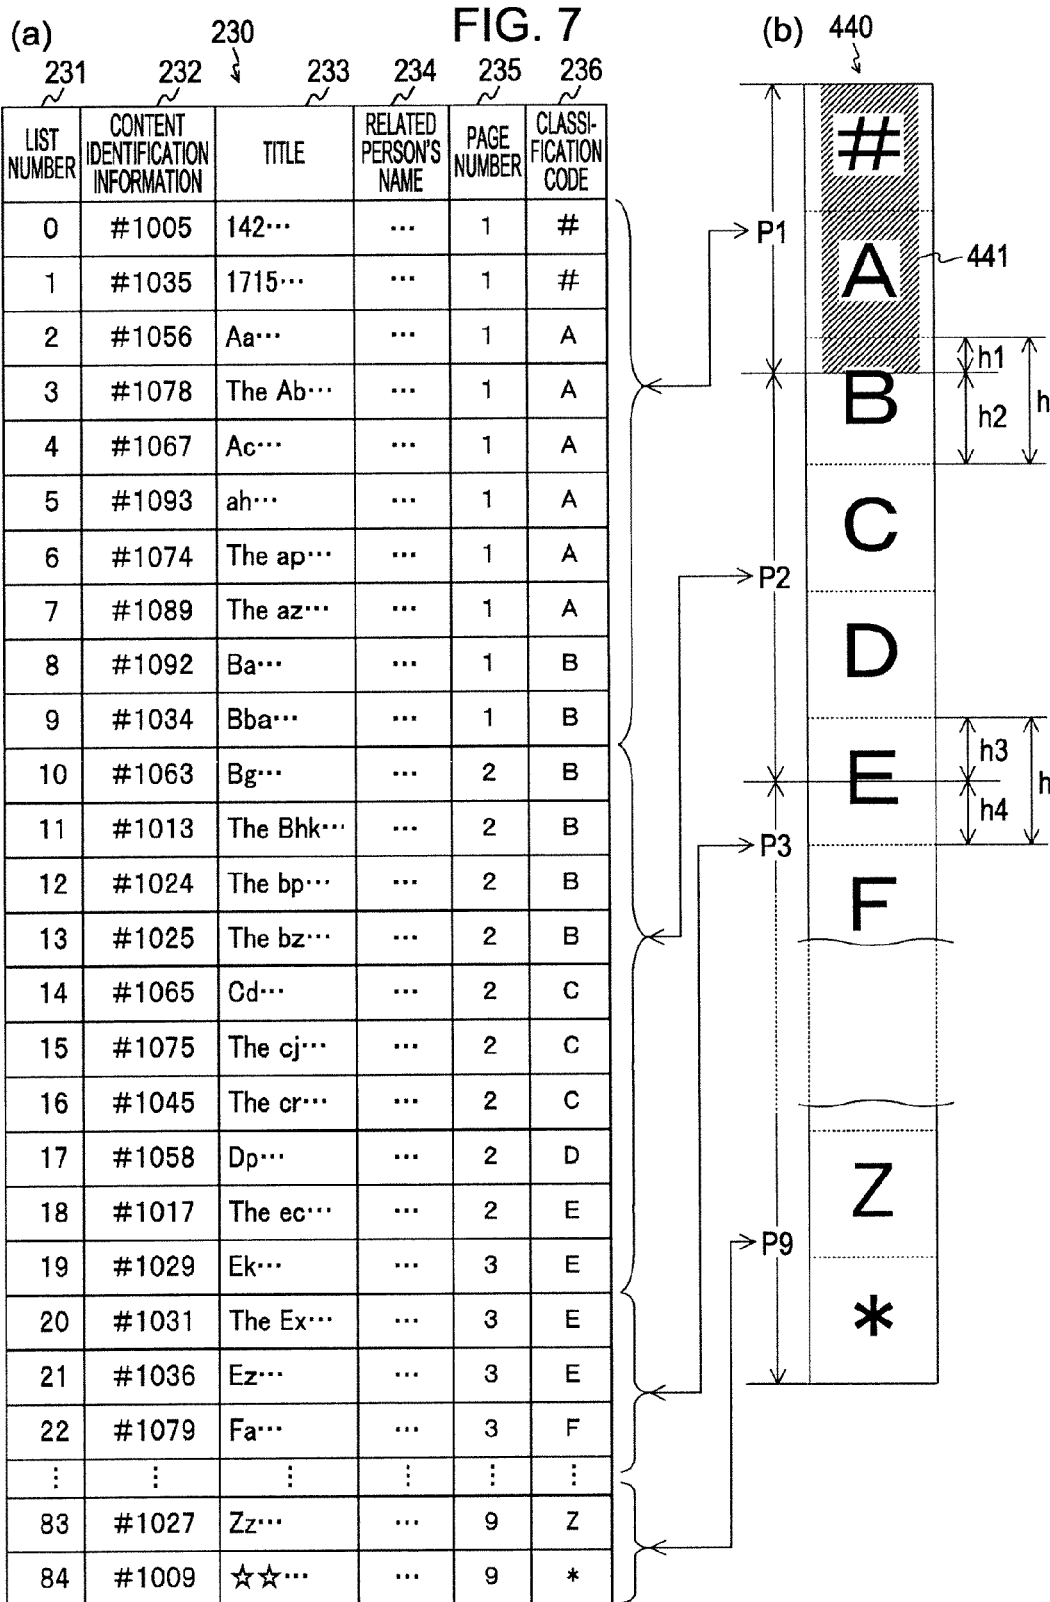 FIG. 7
(a)
230
231 232 233 234 235 236
LIST NUMBER CONTENT IDENTIFICATION INFORMATION TITLE RELATED PERSON'S NAME PAGE NUMBER CLASSI-FICATION CODE
0 #1005 142··· ··· 1 #
1 #1035 1715··· ··· 1 #
2 #1056 Aa··· ··· 1 A
3 #1078 The Ab··· ··· 1 A
4 #1067 Ac··· ··· 1 A
5 #1093 ah··· ··· 1 A
6 #1074 The ap··· ··· 1 A
7 #1089 The az··· ··· 1 A
8 #1092 Ba··· ··· 1 B
9 #1034 Bba··· ··· 1 B
10 #1063 Bg··· ··· 2 B
11 #1013 The Bhk··· ··· 2 B
12 #1024 The bp··· ··· 2 B
13 #1025 The bz··· ··· 2 B
14 #1065 Cd··· ··· 2 C
15 #1075 The cj··· ··· 2 C
16 #1045 The cr··· ··· 2 C
17 #1058 Dp··· ··· 2 D
18 #1017 The ec··· ··· 2 E
19 #1029 Ek··· ··· 3 E
20 #1031 The Ex··· ··· 3 E
21 #1036 Ez··· ··· 3 E
22 #1079 Fa··· ··· 3 F
⋮ ⋮ ⋮ ⋮ ⋮ ⋮
83 #1027 Zz··· ··· 9 Z
84 #1009 ☆☆··· ··· 9 *
(b)
440
#
P1
A
441
h1
h
B
h2
C
P2
D
h3
h
E
h4
P3
F
Z
P9
*